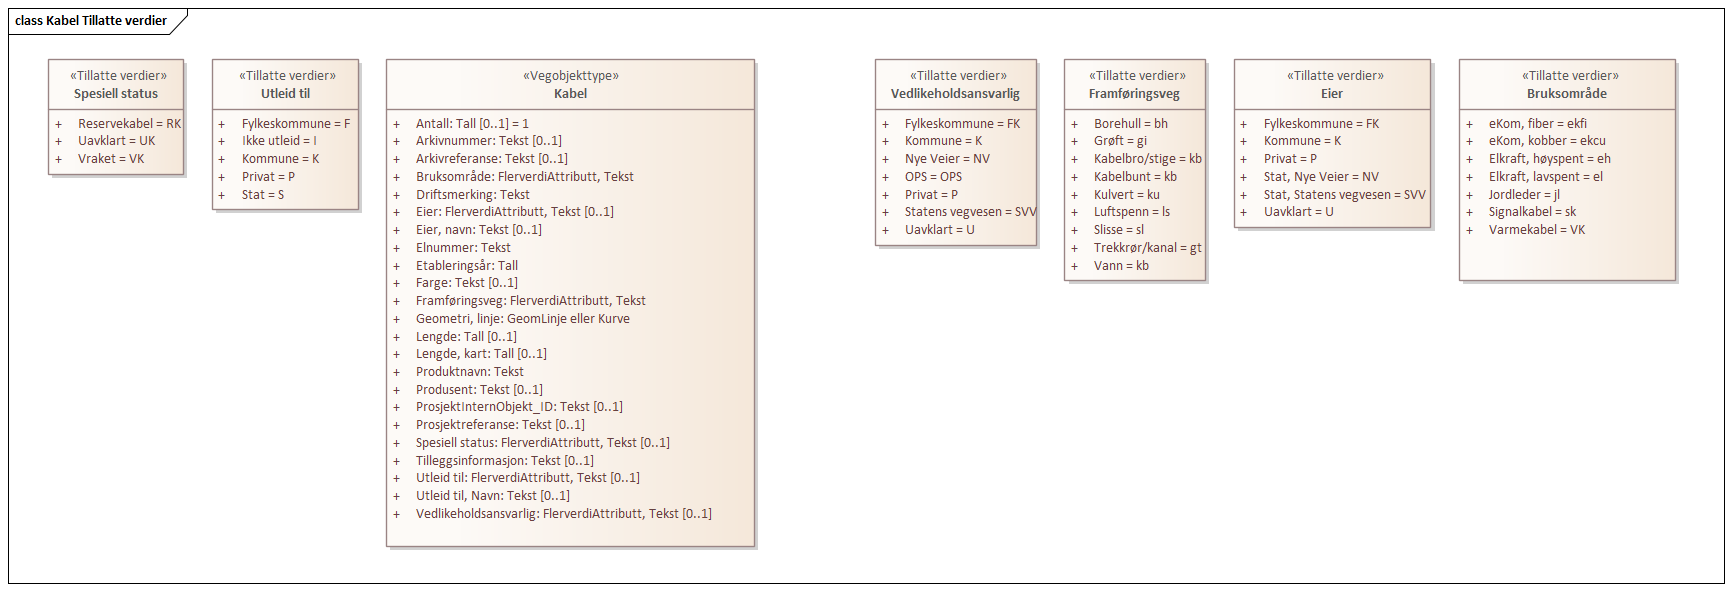 class Kabel Tillatte verdier
«Tillatte verdier»
Spesiell status
+ Reservekabel = RK
+ Uavklart = UK
+ Vraket = VK
«Tillatte verdier»
Utleid til
+ Fylkeskommune = F
+ Ikke utleid = I
+ Kommune = K
+ Privat = P
+ Stat = S
«Vegobjekttype»
Kabel
+ Antall: Tall [0..1] = 1
+ Arkivnummer: Tekst [0..1]
+ Arkivreferanse: Tekst [0..1]
+ Bruksområde: FlerverdiAttributt, Tekst
+ Driftsmerking: Tekst
+ Eier: FlerverdiAttributt, Tekst [0..1]
+ Eier, navn: Tekst [0..1]
+ Elnummer: Tekst
+ Etableringsår: Tall
+ Farge: Tekst [0..1]
+ Framføringsveg: FlerverdiAttributt, Tekst
+ Geometri, linje: GeomLinje eller Kurve
+ Lengde: Tall [0..1]
+ Lengde, kart: Tall [0..1]
+ Produktnavn: Tekst
+ Produsent: Tekst [0..1]
+ ProsjektInternObjekt_ID: Tekst [0..1]
+ Prosjektreferanse: Tekst [0..1]
+ Spesiell status: FlerverdiAttributt, Tekst [0..1]
+ Tilleggsinformasjon: Tekst [0..1]
+ Utleid til: FlerverdiAttributt, Tekst [0..1]
+ Utleid til, Navn: Tekst [0..1]
+ Vedlikeholdsansvarlig: FlerverdiAttributt, Tekst [0..1]
«Tillatte verdier»
Vedlikeholdsansvarlig
+ Fylkeskommune = FK
+ Kommune = K
+ Nye Veier = NV
+ OPS = OPS
+ Privat = P
+ Statens vegvesen = SVV
+ Uavklart = U
«Tillatte verdier»
Framføringsveg
+ Borehull = bh
+ Grøft = gi
+ Kabelbro/stige = kb
+ Kabelbunt = kb
+ Kulvert = ku
+ Luftspenn = ls
+ Slisse = sl
+ Trekkrør/kanal = gt
+ Vann = kb
«Tillatte verdier»
Eier
+ Fylkeskommune = FK
+ Kommune = K
+ Privat = P
+ Stat, Nye Veier = NV
+ Stat, Statens vegvesen = SVV
+ Uavklart = U
«Tillatte verdier»
Bruksområde
+ eKom, fiber = ekfi
+ eKom, kobber = ekcu
+ Elkraft, høyspent = eh
+ Elkraft, lavspent = el
+ Jordleder = jl
+ Signalkabel = sk
+ Varmekabel = VK